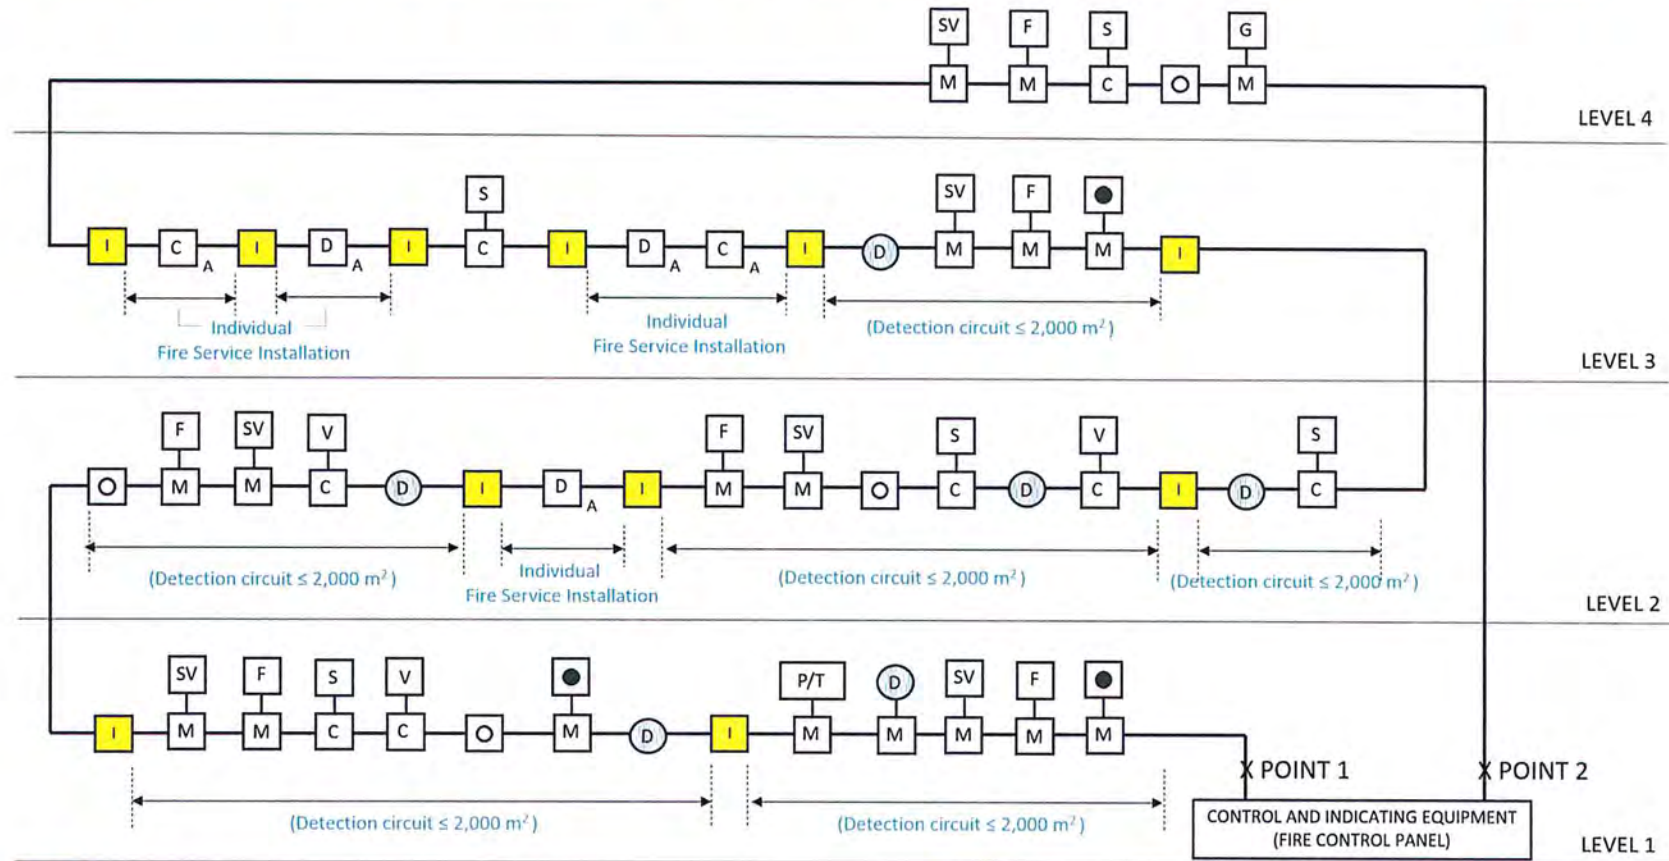 SV F S G
M M C O M
LEVEL 4
S SV F
I C A I D A I C I D A C A I D M M M I
Individual
Fire Service Installation
Individual
Fire Service Installation
(Detection circuit ≤ 2,000 m²)
LEVEL 3
F SV V F SV S V S
O M M C D I D A I M M O C D C I D C
(Detection circuit ≤ 2,000 m²)
Individual
Fire Service Installation
(Detection circuit ≤ 2,000 m²)
(Detection circuit ≤ 2,000 m²)
LEVEL 2
SV F S V P/T D SV F
I M M C C O M D I M M M M M
X POINT 1
X POINT 2
(Detection circuit ≤ 2,000 m²)
(Detection circuit ≤ 2,000 m²)
CONTROL AND INDICATING EQUIPMENT
(FIRE CONTROL PANEL)
LEVEL 1